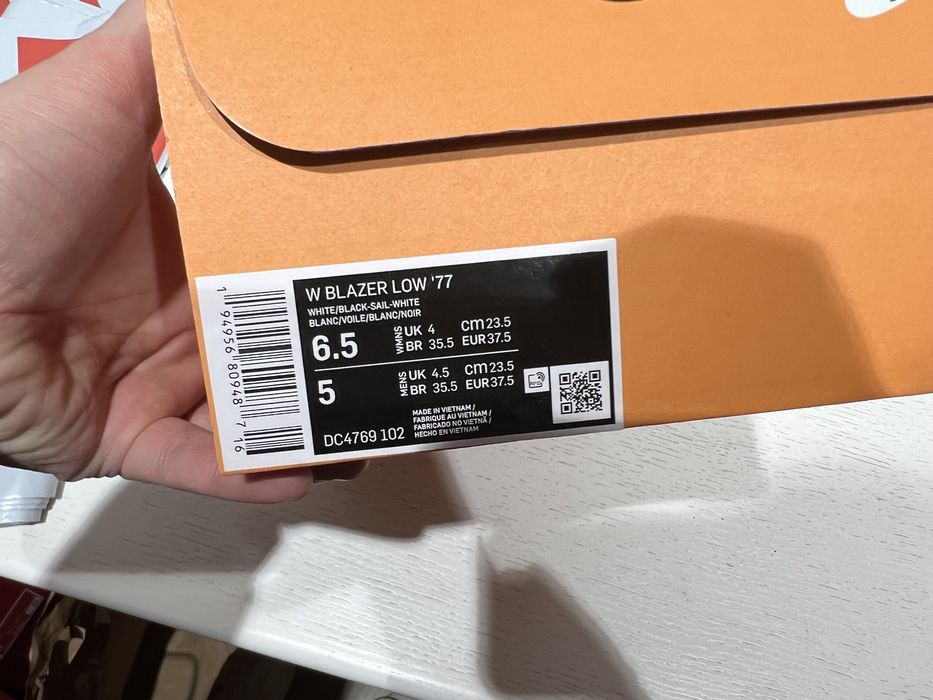 W BLAZER LOW '77
WHITE/BLACK-SAIL-WHITE
BLANC/VOILE/BLANC/NOIR
6.5 WMNS UK 4 cm 23.5
BR 35.5 EUR 37.5
5 MENS UK 4.5 cm 23.5
BR 35.5 EUR 37.5
MADE IN VIETNAM /
FABRIQUE AU VIETNAM /
FABRICADO NO VIETNÃ /
HECHO EN VIETNAM
DC4769 102
1 94956 80948 7 16